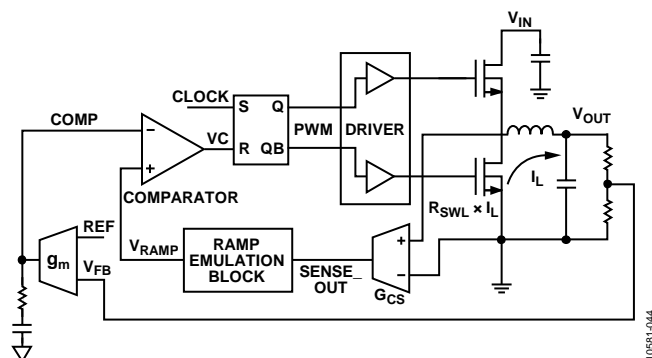 V_IN
CLOCK
S
Q
COMP
VC
PWM
DRIVER
V_OUT
R
QB
−
+
COMPARATOR
I_L
R_SWL × I_L
REF
V_RAMP
RAMP
EMULATION
BLOCK
SENSE_
OUT
+
−
g_m
V_FB
G_CS
10581-044